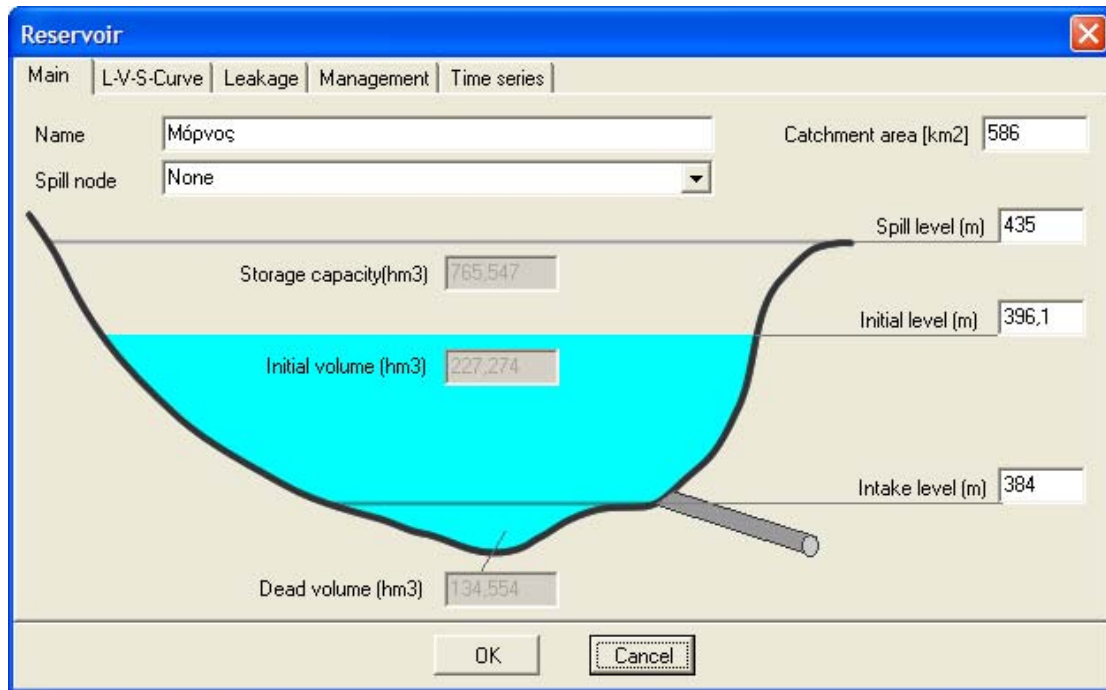 Reservoir
Main L-V-S-Curve Leakage Management Time series
Name Μόρνος Catchment area [km2] 586
Spill node None
Spill level (m) 435
Storage capacity(hm3) 765,547
Initial level (m) 396,1
Initial volume (hm3) 227,274
Intake level (m) 384
Dead volume (hm3) 134,554
OK Cancel